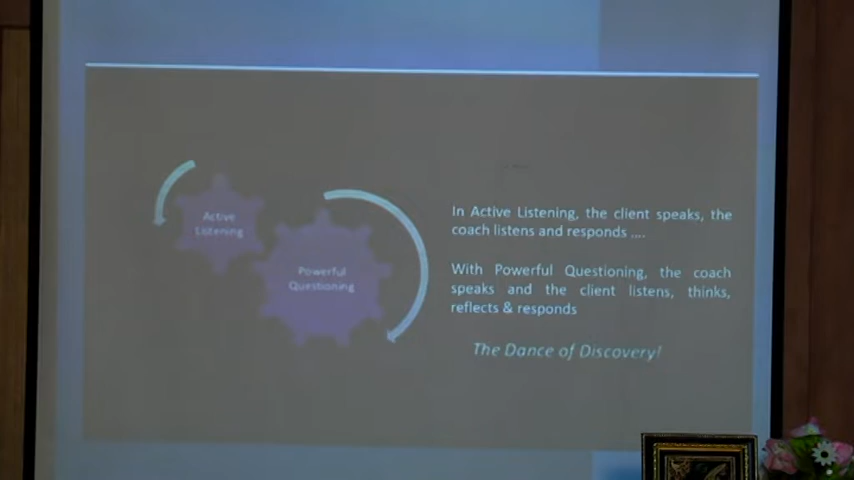 Active
Listening
Powerful
Questioning
In Active Listening, the client speaks, the
coach listens and responds ....
With Powerful Questioning, the coach
speaks and the client listens, thinks,
reflects & responds
The Dance of Discovery!